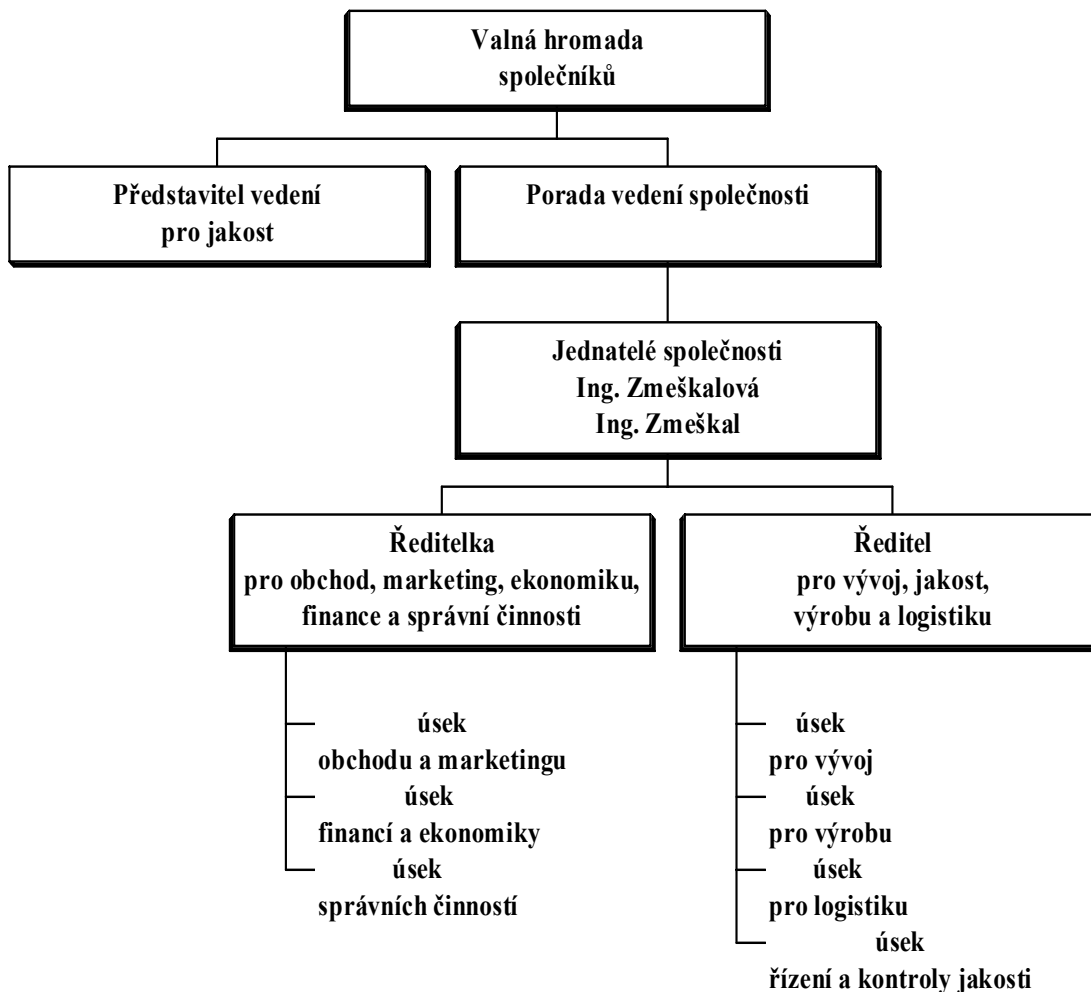 Valná hromada
společníků
Představitel vedení
pro jakost
Porada vedení společnosti
Jednatelé společnosti
Ing. Zmeškalová
Ing. Zmeškal
Ředitelka
pro obchod, marketing, ekonomiku,
finance a správní činnosti
Ředitel
pro vývoj, jakost,
výrobu a logistiku
úsek
obchodu a marketingu
úsek
financí a ekonomiky
úsek
správních činností
úsek
pro vývoj
úsek
pro výrobu
úsek
pro logistiku
úsek
řízení a kontroly jakosti